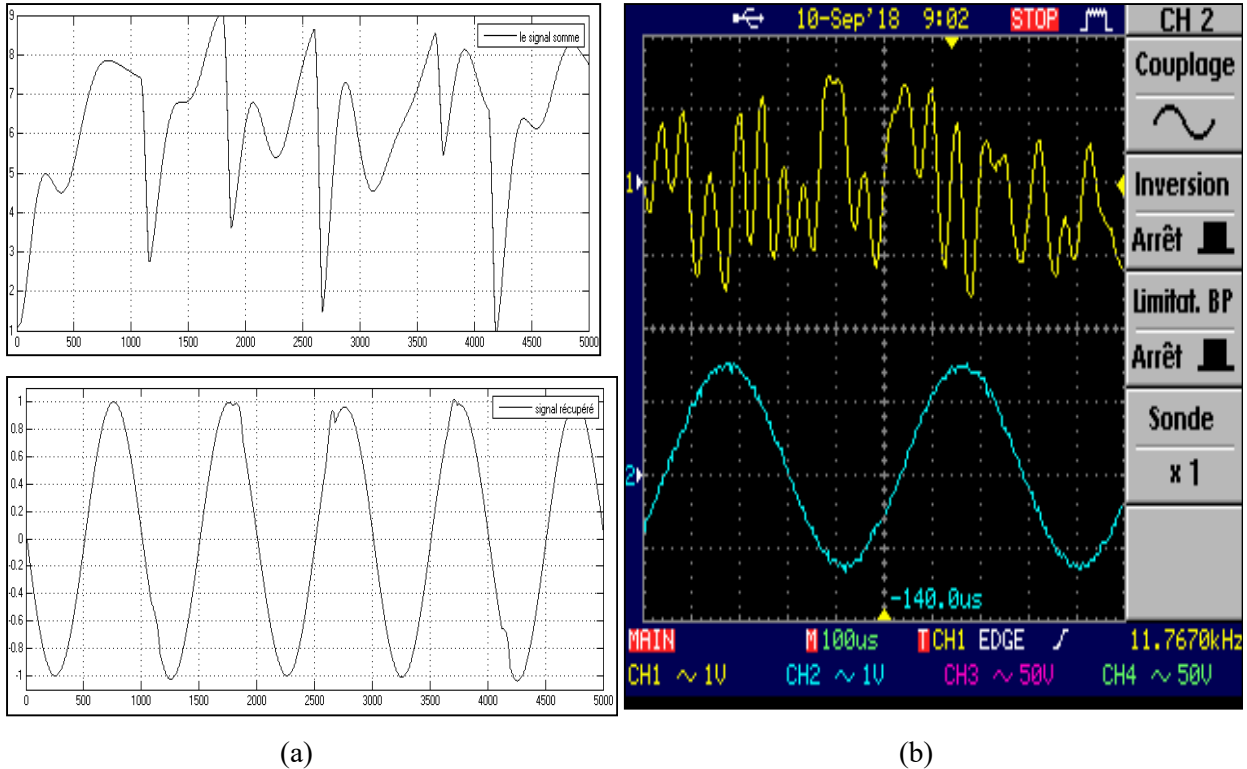 9
8
7
6
5
4
3
2
1
0 500 1000 1500 2000 2500 3000 3500 4000 4500 5000
le signal somme
1
0.8
0.6
0.4
0.2
0
-0.2
-0.4
-0.6
-0.8
-1
0 500 1000 1500 2000 2500 3000 3500 4000 4500 5000
signal récupéré
(a)
10-Sep'18 9:02 STOP
CH 2
Couplage
Inversion
Arrêt
Limitat. BP
Arrêt
Sonde
x 1
1
2
-140.0us
MAIN M 100us T CH1 EDGE 11.7670kHz
CH1 ~ 1V CH2 ~ 1V CH3 ~ 50V CH4 ~ 50V
(b)